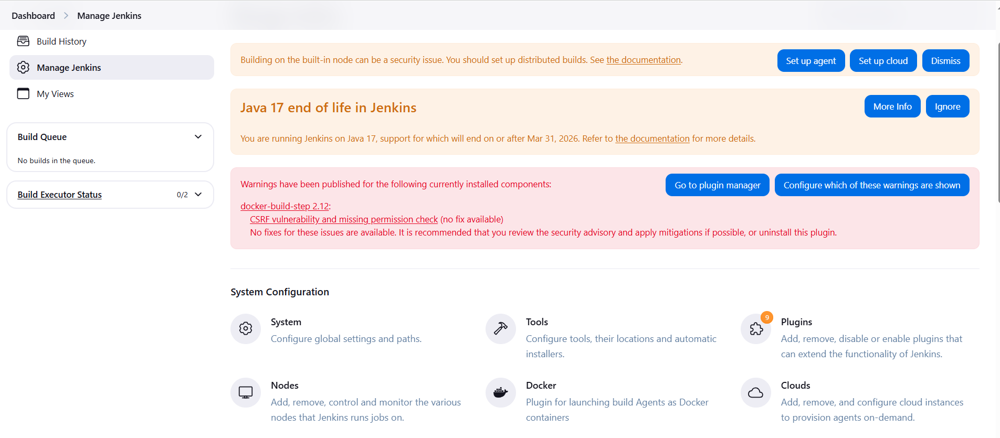 Dashboard > Manage Jenkins
Build History
Manage Jenkins
My Views
Build Queue
No builds in the queue.
Build Executor Status 0/2
Building on the built-in node can be a security issue. You should set up distributed builds. See the documentation.
Set up agent Set up cloud Dismiss
Java 17 end of life in Jenkins
More Info Ignore
You are running Jenkins on Java 17, support for which will end on or after Mar 31, 2026. Refer to the documentation for more details.
Warnings have been published for the following currently installed components:
Go to plugin manager Configure which of these warnings are shown
docker-build-step 2.12:
CSRF vulnerability and missing permission check (no fix available)
No fixes for these issues are available. It is recommended that you review the security advisory and apply mitigations if possible, or uninstall this plugin.
System Configuration
System
Configure global settings and paths.
Tools
Configure tools, their locations and automatic
installers.
9
Plugins
Add, remove, disable or enable plugins that
can extend the functionality of Jenkins.
Nodes
Add, remove, control and monitor the various
nodes that Jenkins runs jobs on.
Docker
Plugin for launching build Agents as Docker
containers
Clouds
Add, remove, and configure cloud instances
to provision agents on-demand.